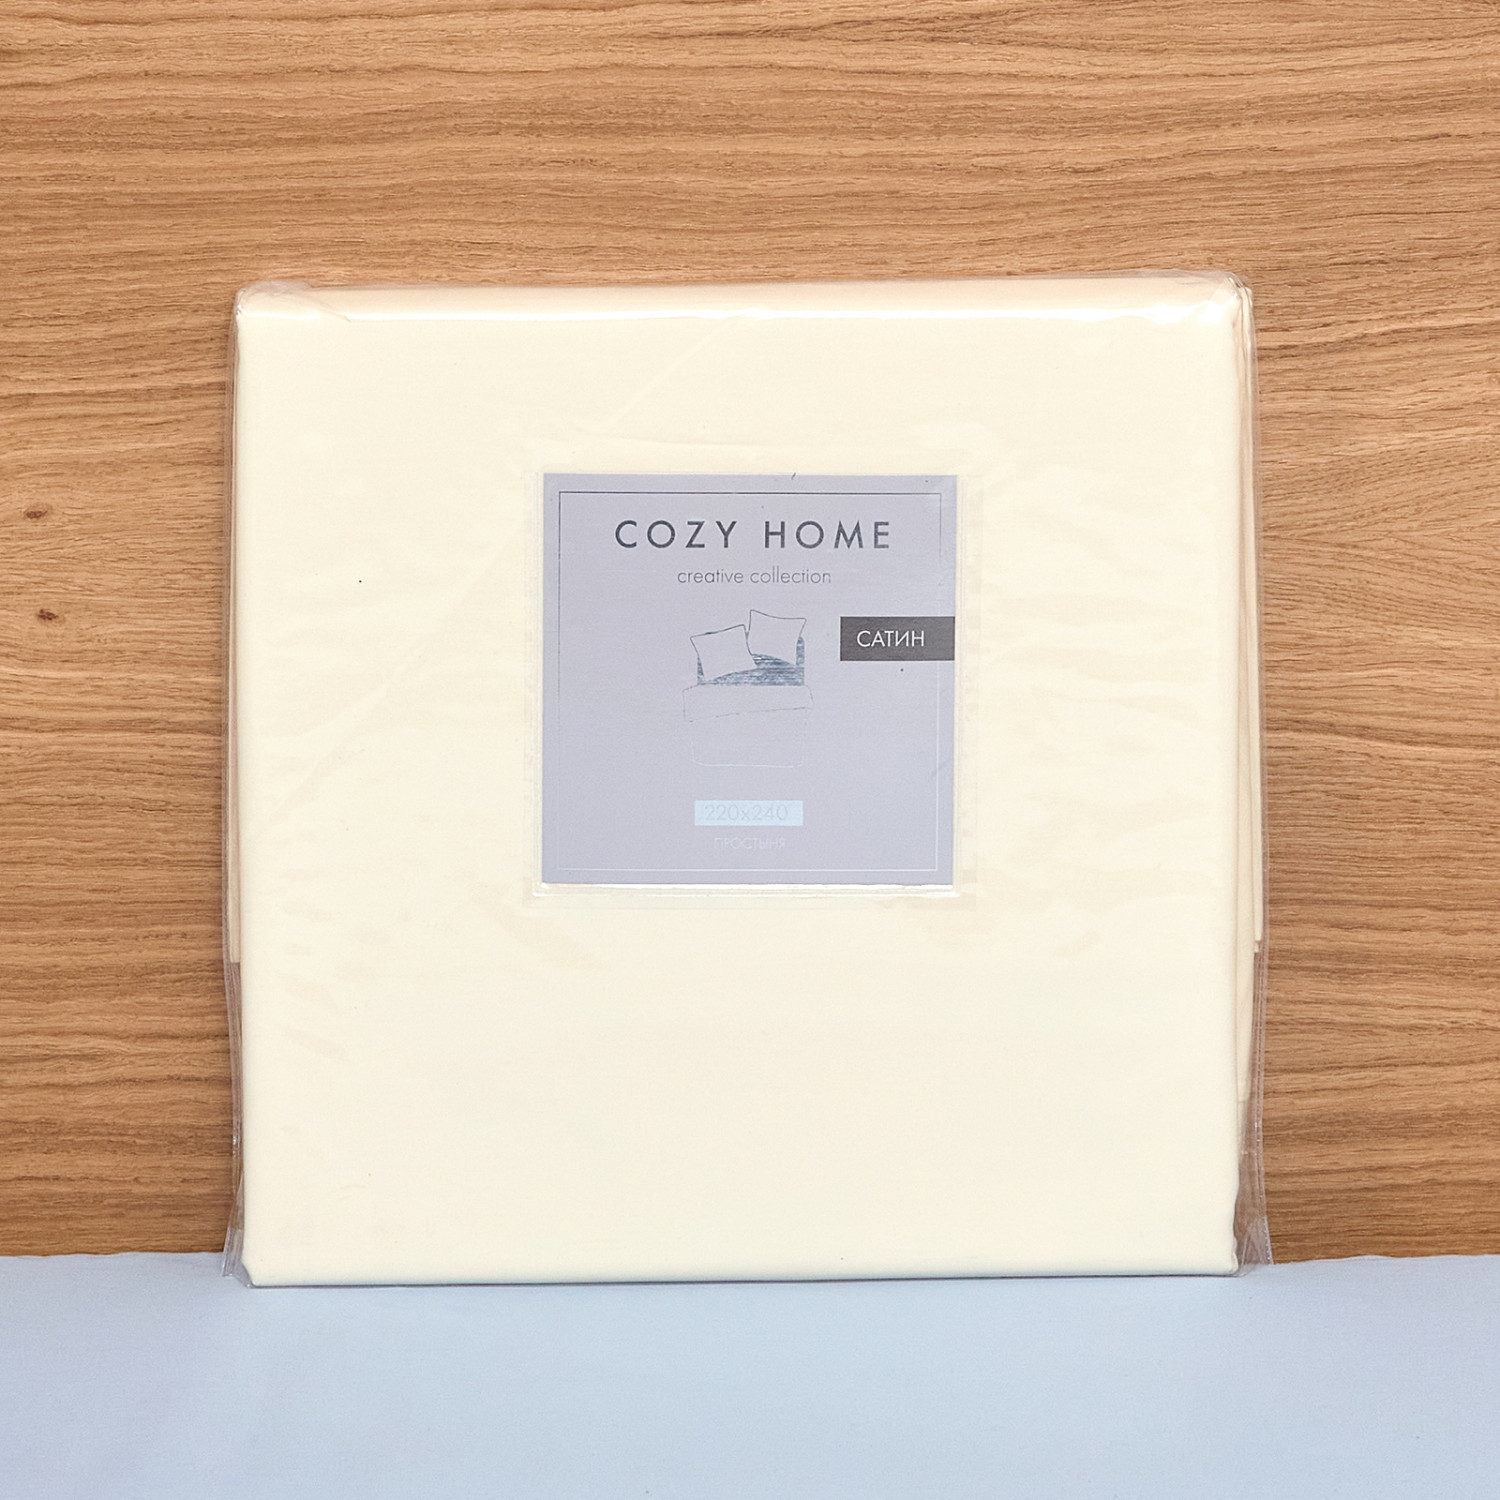 COZY HOME
creative collection
САТИН
220x240
ПРОСТЫНЯ